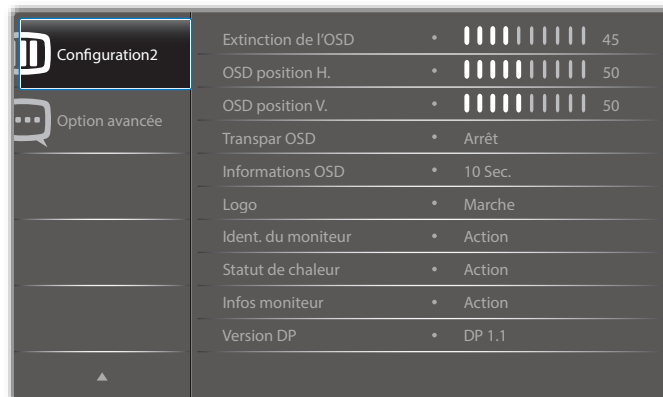 Configuration2
Option avancée
Extinction de l’OSD • 45
OSD position H. • 50
OSD position V. • 50
Transpar OSD • Arrêt
Informations OSD • 10 Sec.
Logo • Marche
Ident. du moniteur • Action
Statut de chaleur • Action
Infos moniteur • Action
Version DP • DP 1.1